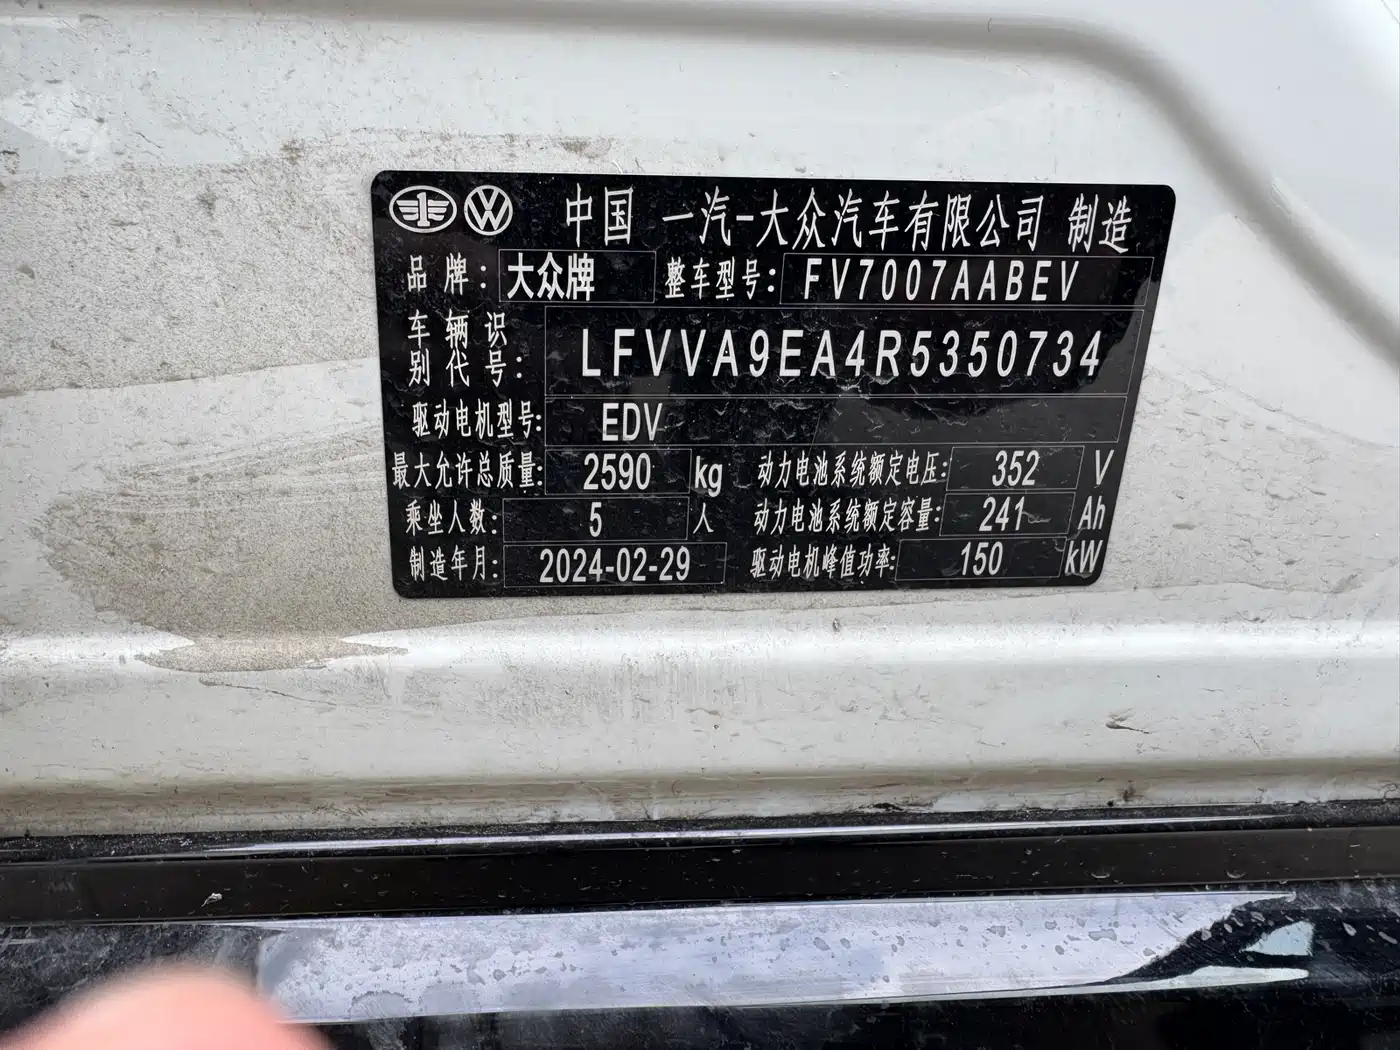 中国 一汽-大众汽车有限公司 制造
品牌: 大众牌 整车型号: FV7007AABEV
车辆识别代号: LFVVA9EA4R5350734
驱动电机型号: EDV
最大允许总质量: 2590 kg 动力电池系统额定电压: 352 V
乘坐人数: 5 人 动力电池系统额定容量: 241 Ah
制造年月: 2024-02-29 驱动电机峰值功率: 150 kW